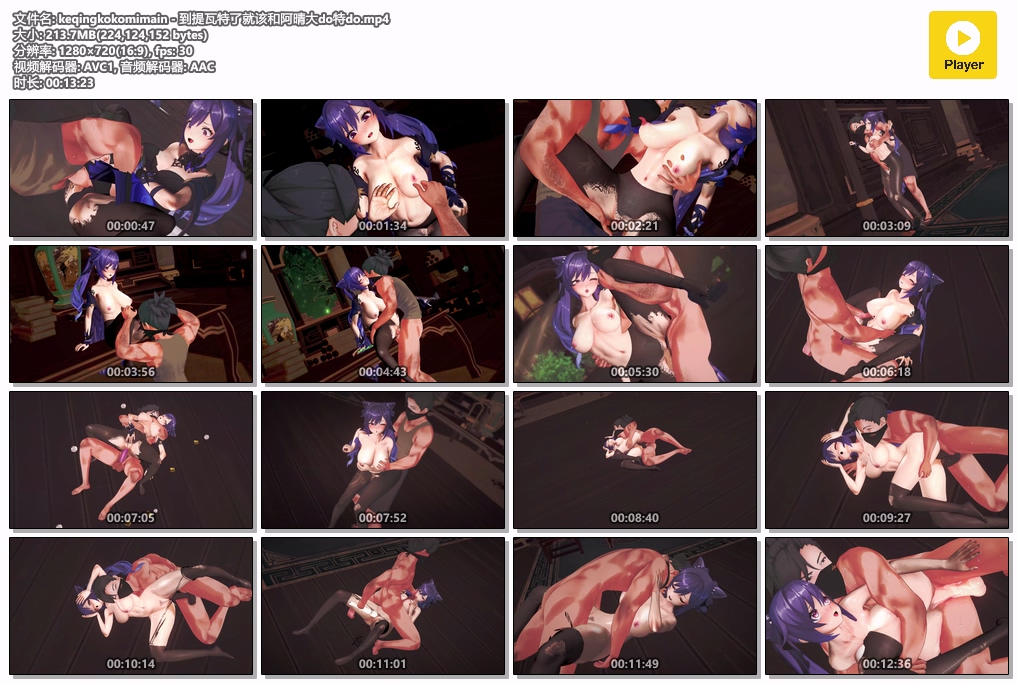 文件名: keqingkokomimain - 到提瓦特了就该和阿晴大do特do.mp4
大小: 213.7MB(224,124,152 bytes)
分辨率: 1280×720(16:9), fps: 30
视频解码器: AVC1, 音频解码器: AAC
时长: 00:13:23
Player
00:00:47
00:01:34
00:02:21
00:03:09
00:03:56
00:04:43
00:05:30
00:06:18
00:07:05
00:07:52
00:08:40
00:09:27
00:10:14
00:11:01
00:11:49
00:12:36